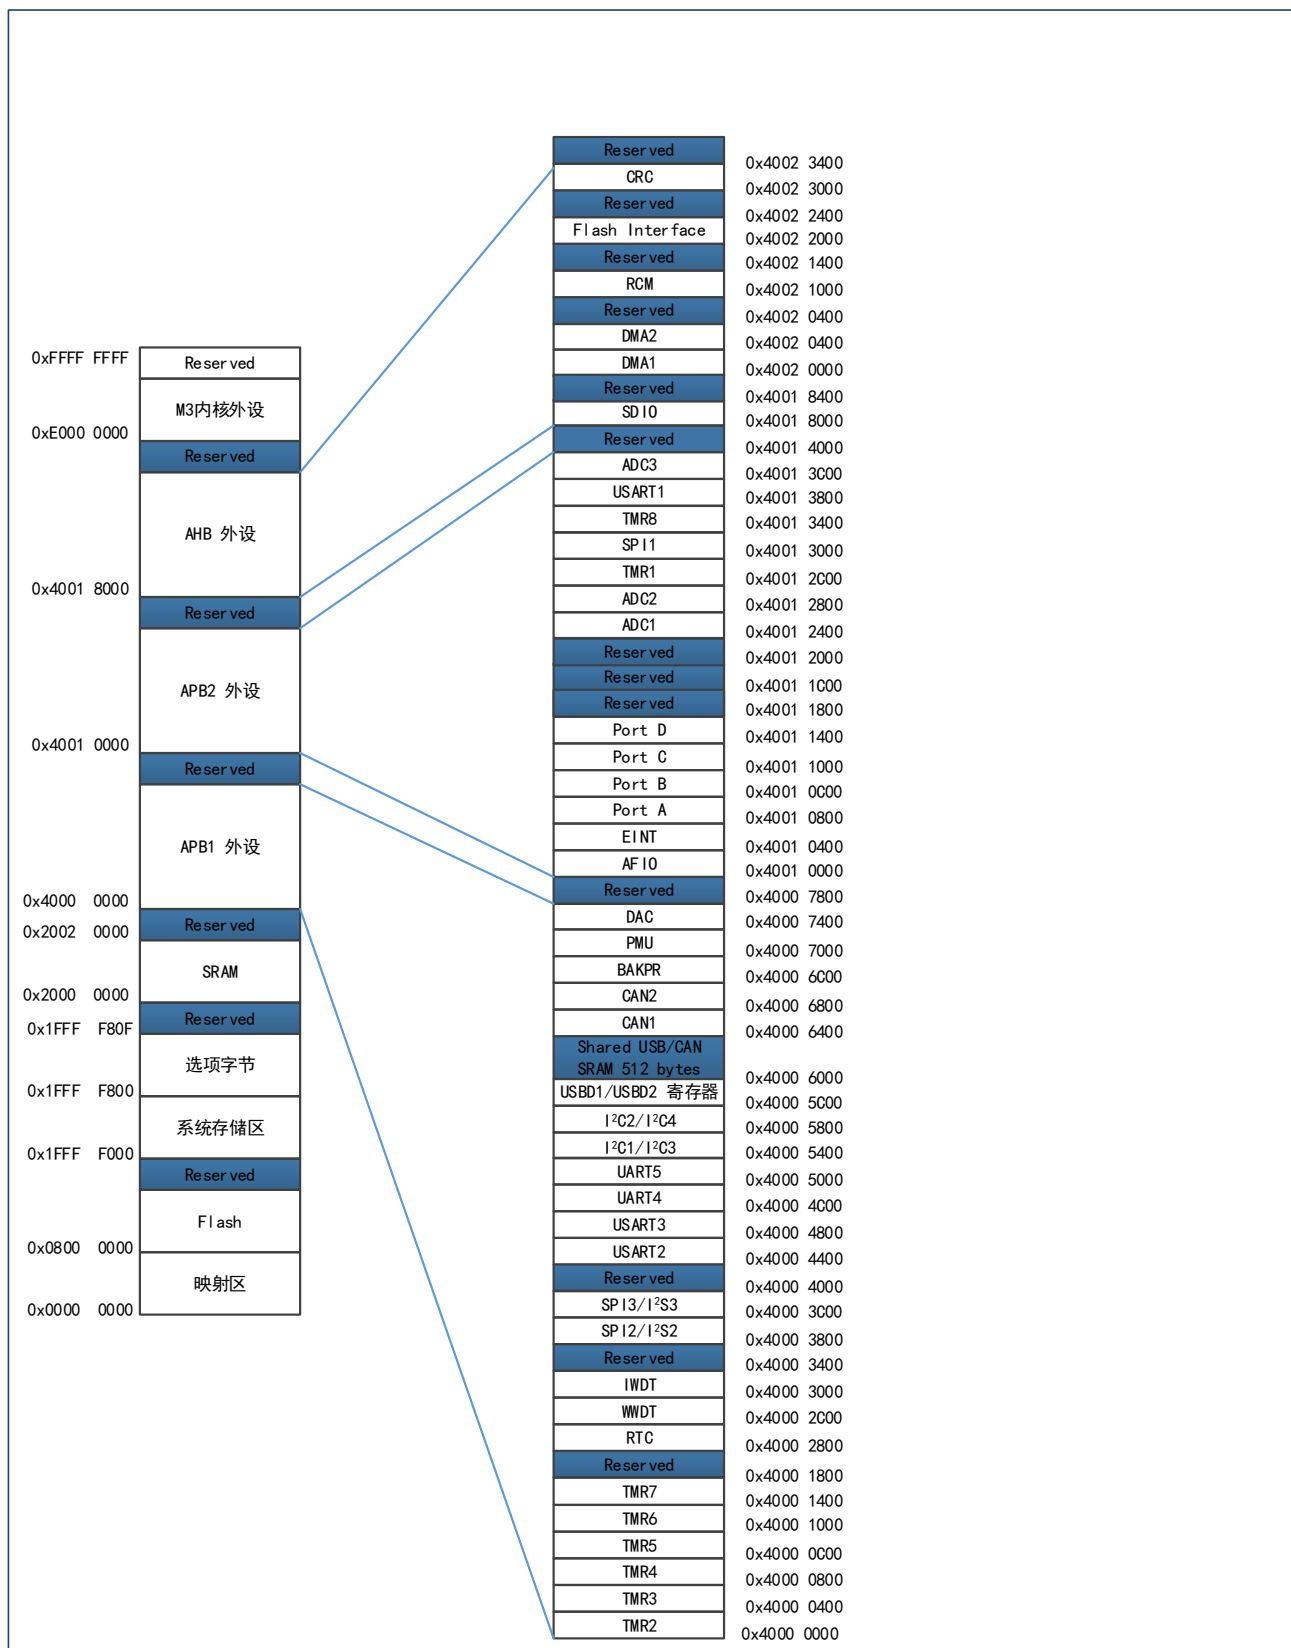 0xFFFF FFFF
Reserved
M3内核外设
0xE000 0000
Reserved
AHB 外设
0x4001 8000
Reserved
APB2 外设
0x4001 0000
Reserved
APB1 外设
0x4000 0000
Reserved
0x2002 0000
SRAM
0x2000 0000
Reserved
0x1FFF F80F
选项字节
0x1FFF F800
系统存储区
0x1FFF F000
Reserved
Flash
0x0800 0000
映射区
0x0000 0000
Reserved
0x4002 3400
CRC
0x4002 3000
Reserved
0x4002 2400
Flash Interface
0x4002 2000
Reserved
0x4002 1400
RCM
0x4002 1000
Reserved
0x4002 0400
DMA2
0x4002 0400
DMA1
0x4002 0000
Reserved
0x4001 8400
SDIO
0x4001 8000
Reserved
0x4001 4000
ADC3
0x4001 3C00
USART1
0x4001 3800
TMR8
0x4001 3400
SPI1
0x4001 3000
TMR1
0x4001 2C00
ADC2
0x4001 2800
ADC1
0x4001 2400
Reserved
0x4001 2000
Reserved
0x4001 1C00
Reserved
0x4001 1800
Port D
0x4001 1400
Port C
0x4001 1000
Port B
0x4001 0C00
Port A
0x4001 0800
EINT
0x4001 0400
AFIO
0x4001 0000
Reserved
0x4000 7800
DAC
0x4000 7400
PMU
0x4000 7000
BAKPR
0x4000 6C00
CAN2
0x4000 6800
CAN1
0x4000 6400
Shared USB/CAN
SRAM 512 bytes
0x4000 6000
USBD1/USBD2 寄存器
0x4000 5C00
I²C2/I²C4
0x4000 5800
I²C1/I²C3
0x4000 5400
UART5
0x4000 5000
UART4
0x4000 4C00
USART3
0x4000 4800
USART2
0x4000 4400
Reserved
0x4000 4000
SPI3/I²S3
0x4000 3C00
SPI2/I²S2
0x4000 3800
Reserved
0x4000 3400
IWDT
0x4000 3000
WWDT
0x4000 2C00
RTC
0x4000 2800
Reserved
0x4000 1800
TMR7
0x4000 1400
TMR6
0x4000 1000
TMR5
0x4000 0C00
TMR4
0x4000 0800
TMR3
0x4000 0400
TMR2
0x4000 0000